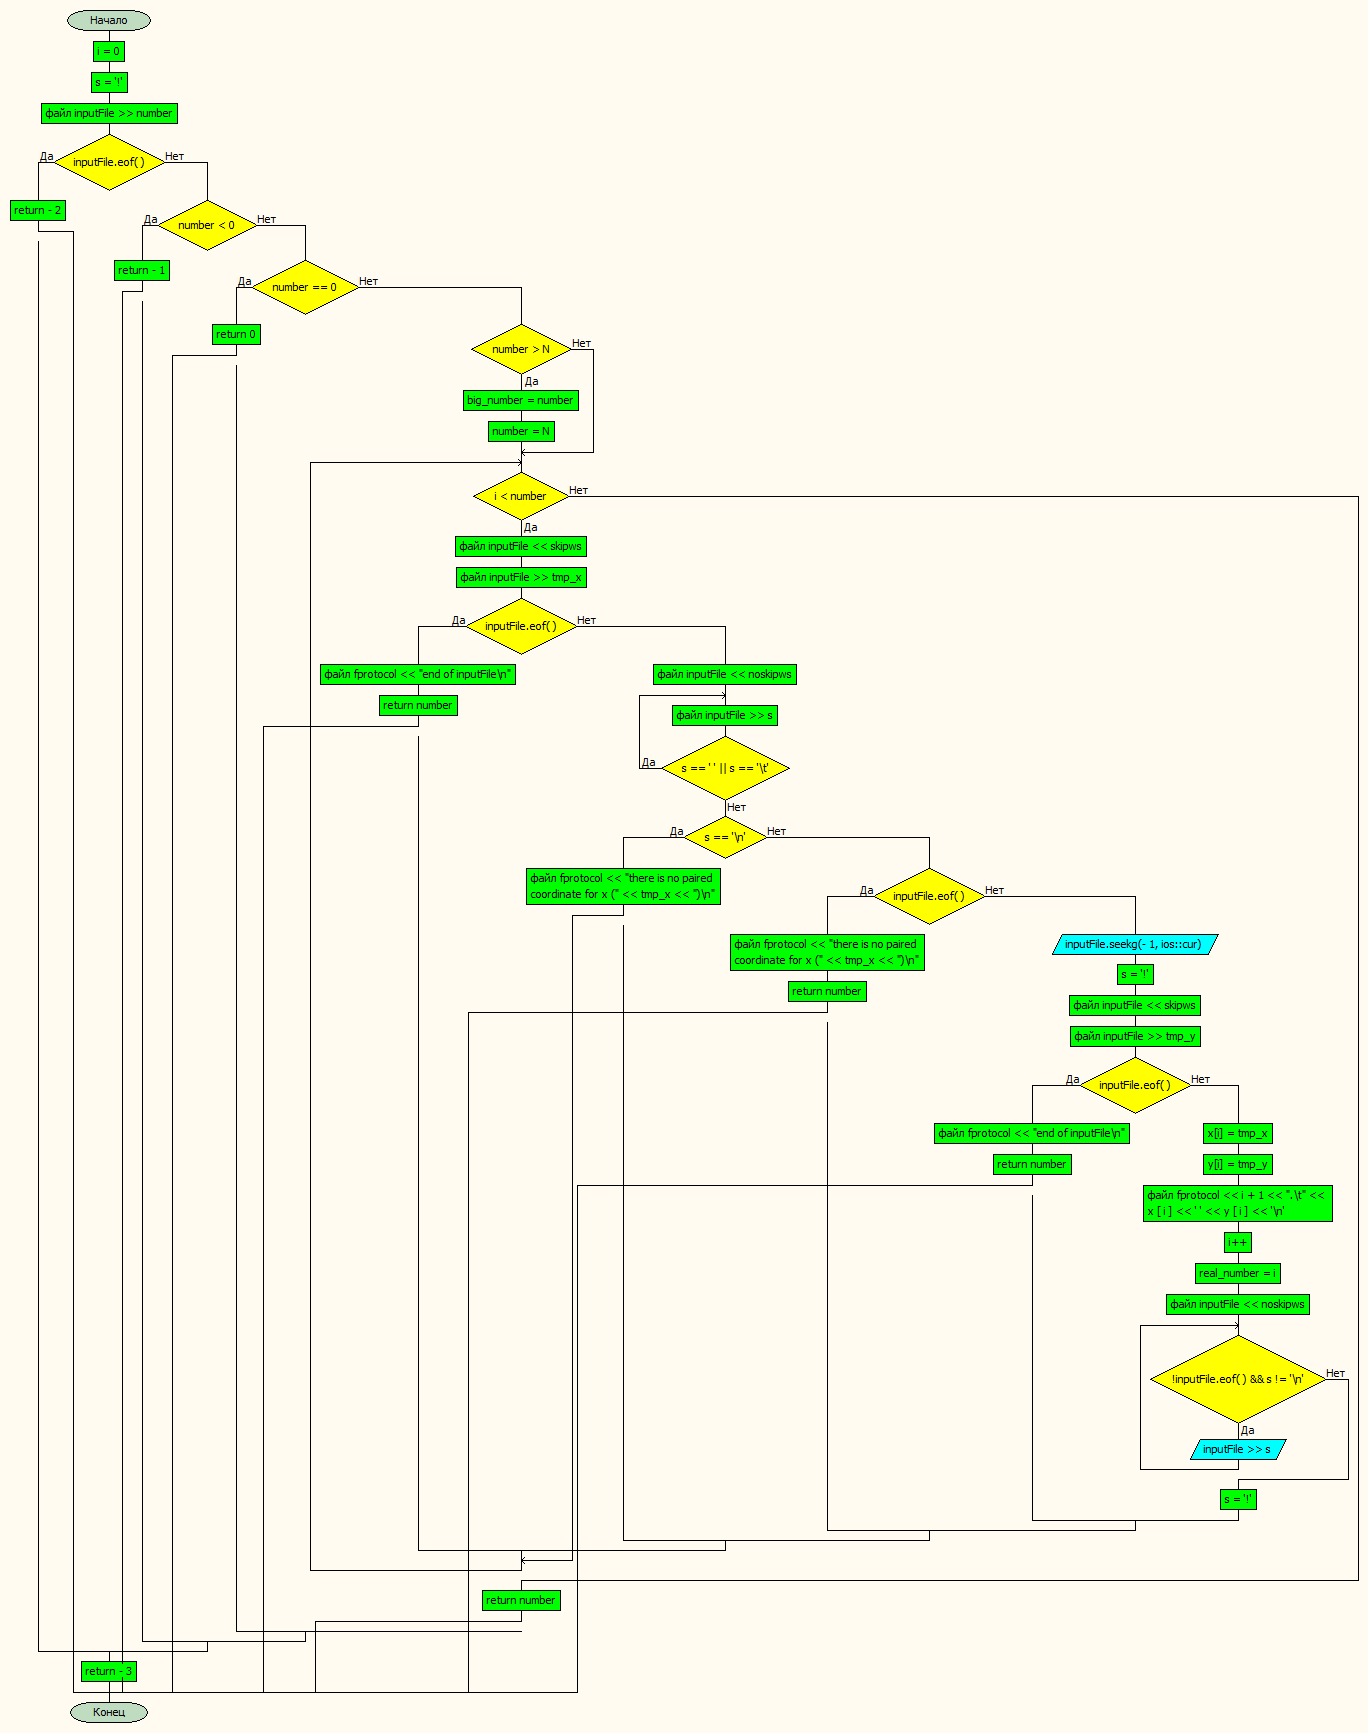 Начало
i = 0
s = '!'
файл inputFile >> number
inputFile.eof( )
Да
Нет
return - 2
number < 0
Да
Нет
return - 1
number == 0
Да
Нет
return 0
number > N
Нет
Да
big_number = number
number = N
i < number
Нет
Да
файл inputFile << skipws
файл inputFile >> tmp_x
inputFile.eof( )
Да
Нет
файл fprotocol << "end of inputFile\n"
return number
файл inputFile << noskipws
файл inputFile >> s
s == ' ' || s == '\t'
Да
Нет
s == '\n'
Да
Нет
файл fprotocol << "there is no paired
coordinate for x (" << tmp_x << ")\n"
inputFile.eof( )
Да
Нет
файл fprotocol << "there is no paired
coordinate for x (" << tmp_x << ")\n"
return number
inputFile.seekg(- 1, ios::cur)
s = '!'
файл inputFile << skipws
файл inputFile >> tmp_y
inputFile.eof( )
Да
Нет
файл fprotocol << "end of inputFile\n"
return number
x[i] = tmp_x
y[i] = tmp_y
файл fprotocol << i + 1 << ". \t" <<
x [ i ] << ' ' << y [ i ] << '\n'
i++
real_number = i
файл inputFile << noskipws
!inputFile.eof( ) && s != '\n'
Нет
Да
inputFile >> s
s = '!'
return number
return - 3
Конец